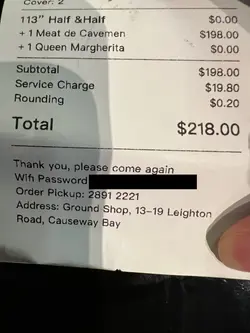 Cover: 2
113" Half &Half $0.00
+ 1 Meat de Cavemen $198.00
+ 1 Queen Margherita $0.00
Subtotal $198.00
Service Charge $19.80
Rounding $0.20
Total $218.00
Thank you, please come again
Wifi Password
Order Pickup: 2891 2221
Address: Ground Shop, 13-19 Leighton
Road, Causeway Bay